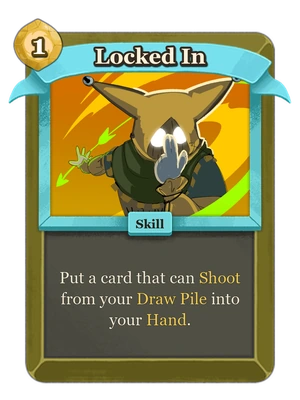 1
Locked In
Skill
Put a card that can Shoot
from your Draw Pile into
your Hand.